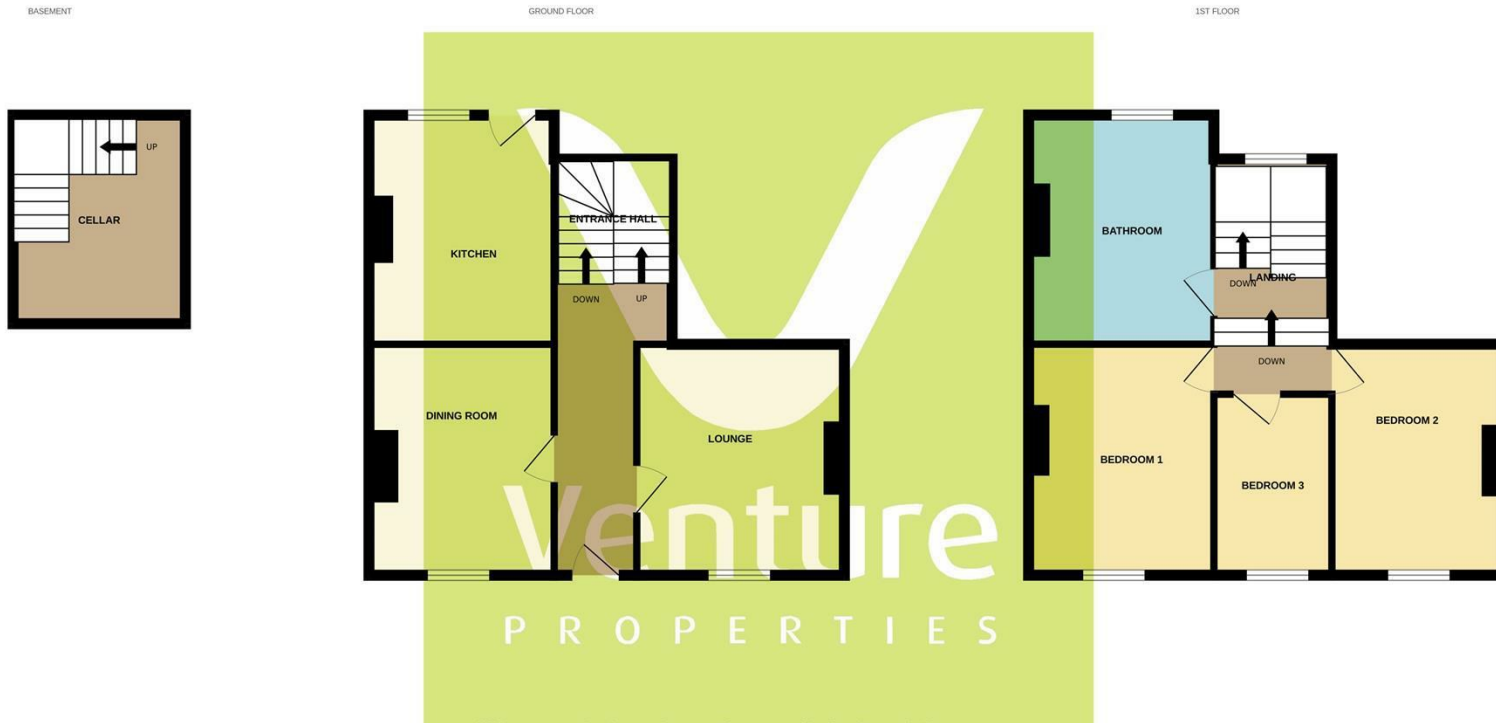 BASEMENT
GROUND FLOOR
1ST FLOOR
UP
CELLAR
ENTRANCE HALL
KITCHEN
DOWN
UP
DINING ROOM
LOUNGE
BATHROOM
LANDING
DOWN
DOWN
BEDROOM 1
BEDROOM 2
BEDROOM 3
Venture
PROPERTIES